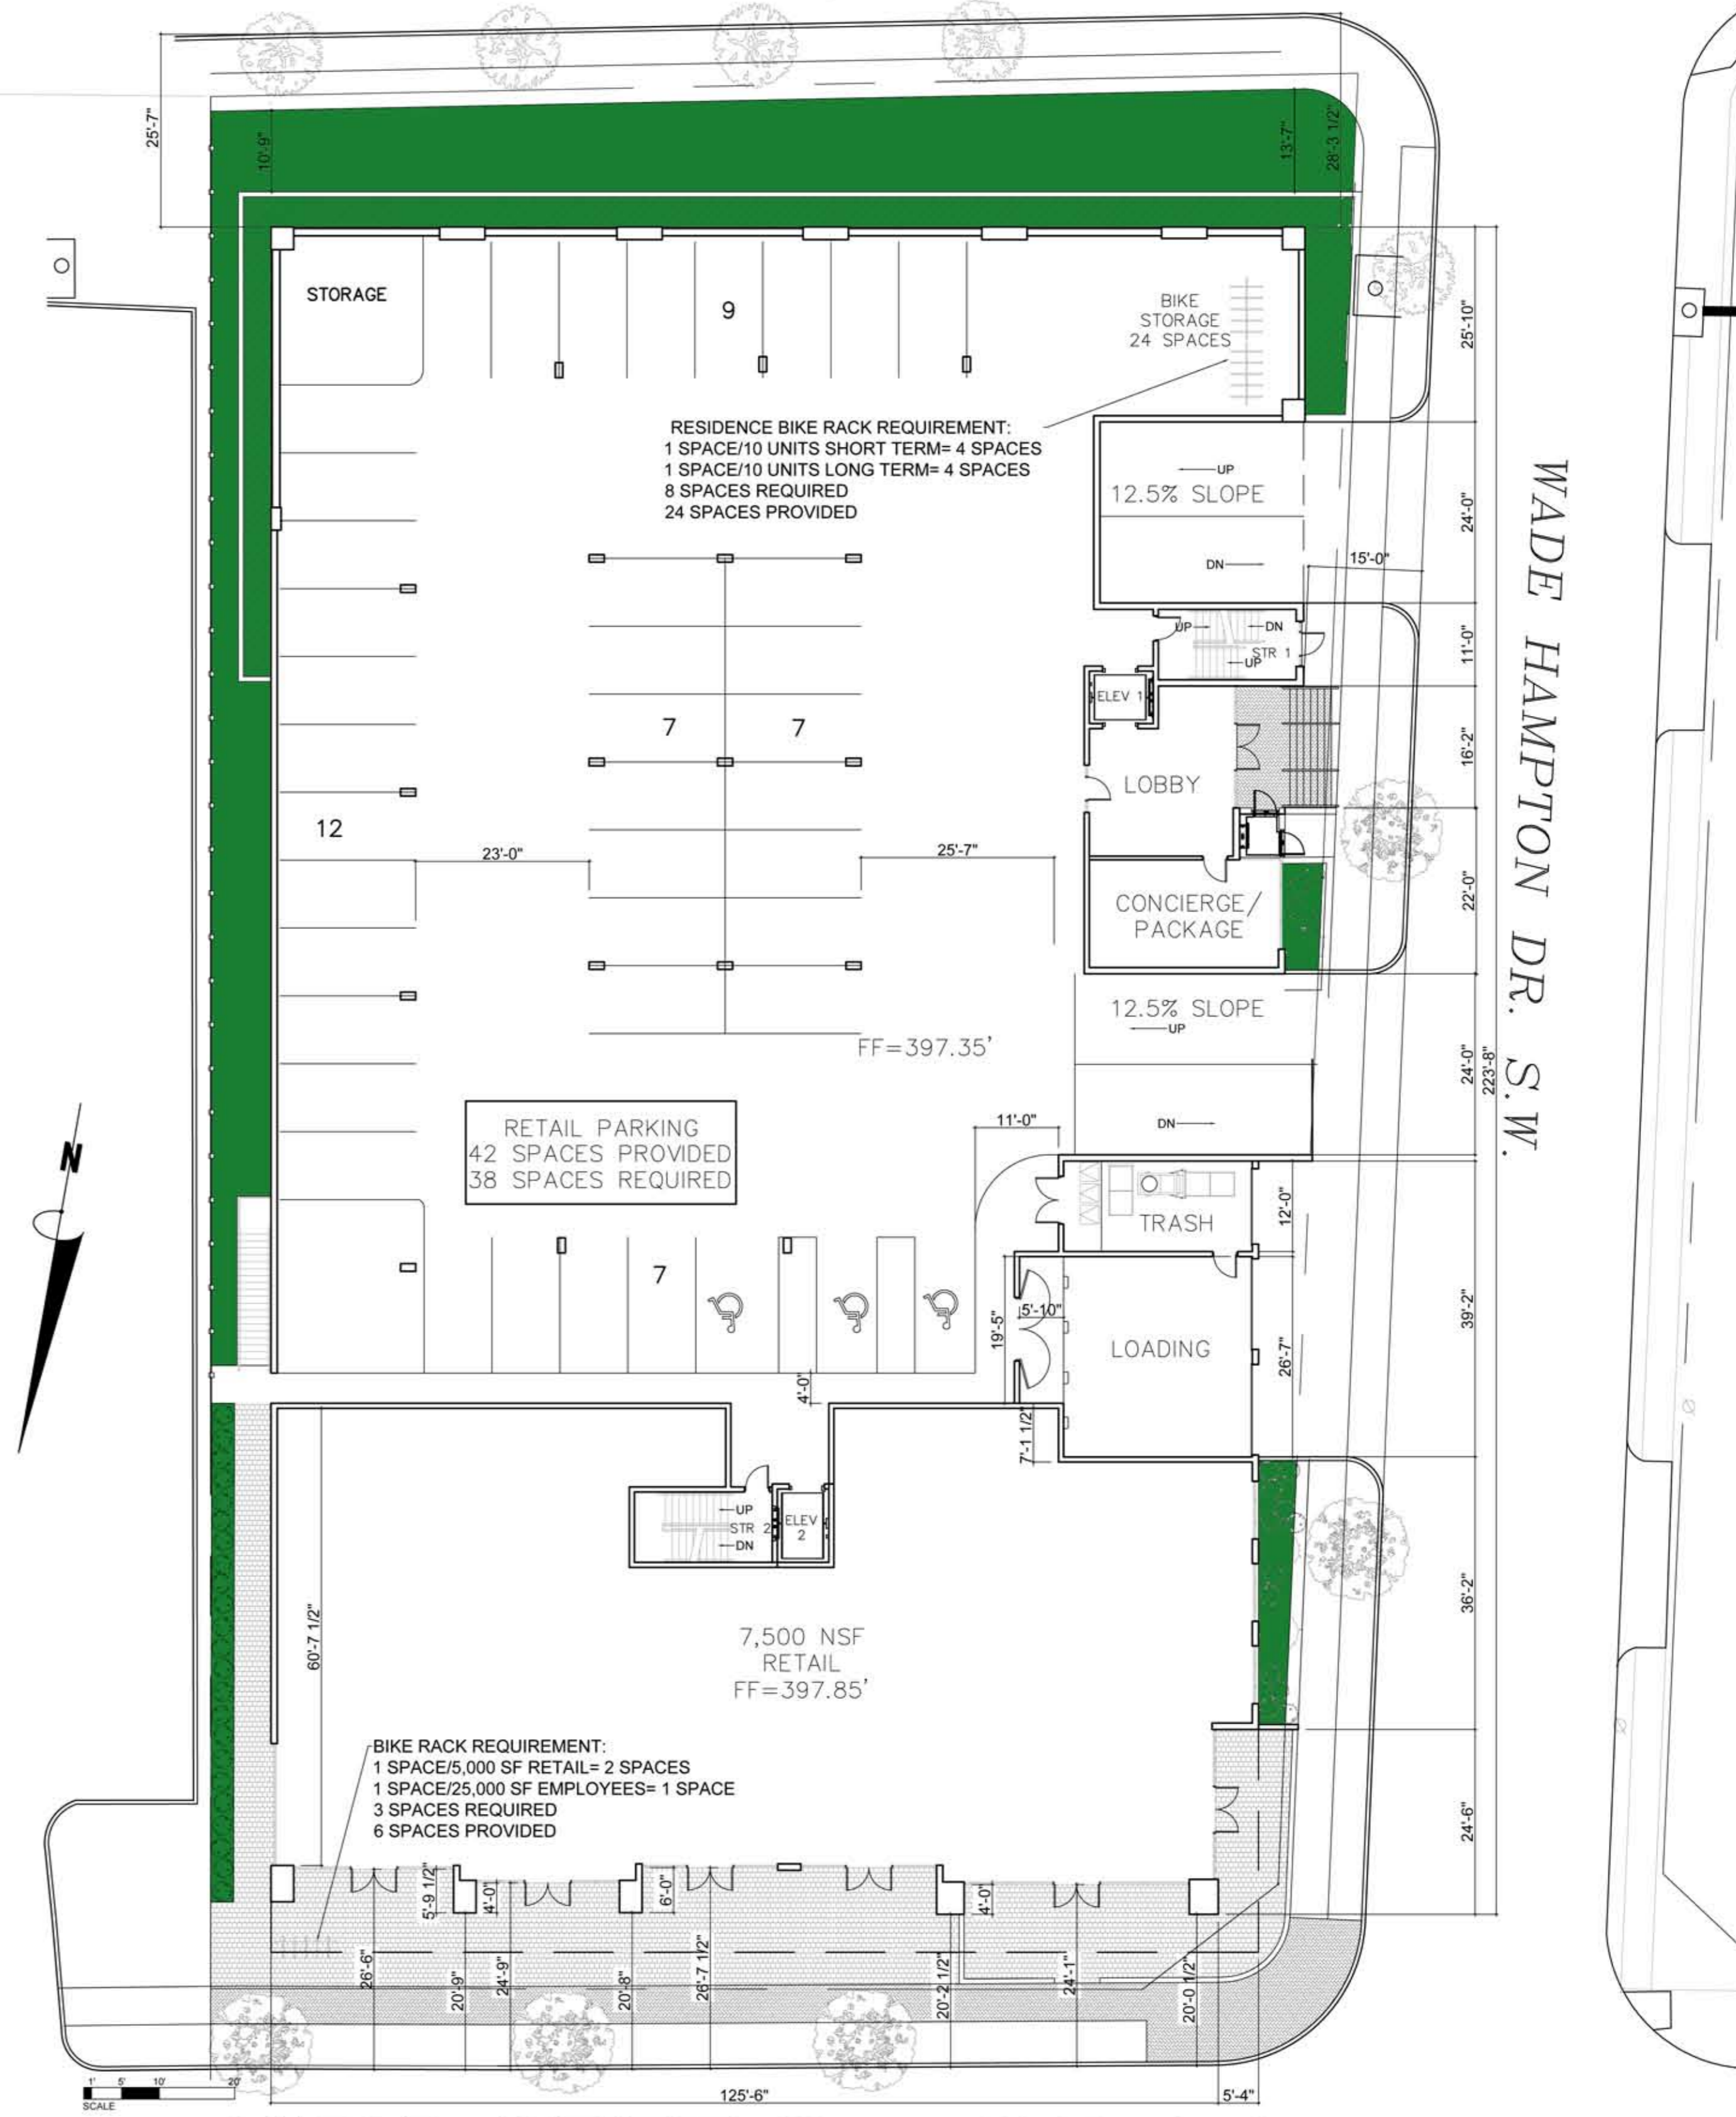 25'-7"
10'-9"
13'-7"
28'-3 1/2"
STORAGE
9
BIKE
STORAGE
24 SPACES
25'-10"
RESIDENCE BIKE RACK REQUIREMENT:
1 SPACE/10 UNITS SHORT TERM= 4 SPACES
1 SPACE/10 UNITS LONG TERM= 4 SPACES
8 SPACES REQUIRED
24 SPACES PROVIDED
UP
12.5% SLOPE
DN
24'-0"
15'-0"
WADE HAMPTON DR. S.W.
UP
DN
STR 1
UP
11'-0"
ELEV 1
7
7
LOBBY
16'-2"
12
23'-0"
25'-7"
CONCIERGE/
PACKAGE
22'-0"
12.5% SLOPE
UP
FF=397.35'
DN
24'-0"
223'-8"
N
RETAIL PARKING
42 SPACES PROVIDED
38 SPACES REQUIRED
11'-0"
TRASH
12'-0"
7
19'-5"
5'-10"
LOADING
26'-7"
39'-2"
4'-0"
7'-1 1/2"
UP
STR 2
DN
ELEV
2
60'-7 1/2"
7,500 NSF
RETAIL
FF=397.85'
36'-2"
BIKE RACK REQUIREMENT:
1 SPACE/5,000 SF RETAIL= 2 SPACES
1 SPACE/25,000 SF EMPLOYEES= 1 SPACE
3 SPACES REQUIRED
6 SPACES PROVIDED
24'-6"
5'-9 1/2"
4'-0"
6'-0"
4'-0"
26'-6"
20'-9"
24'-9"
20'-8"
26'-7 1/2"
20'-2 1/2"
24'-1"
20'-0 1/2"
1' 5' 10' 20'
SCALE
125'-6"
5'-4"